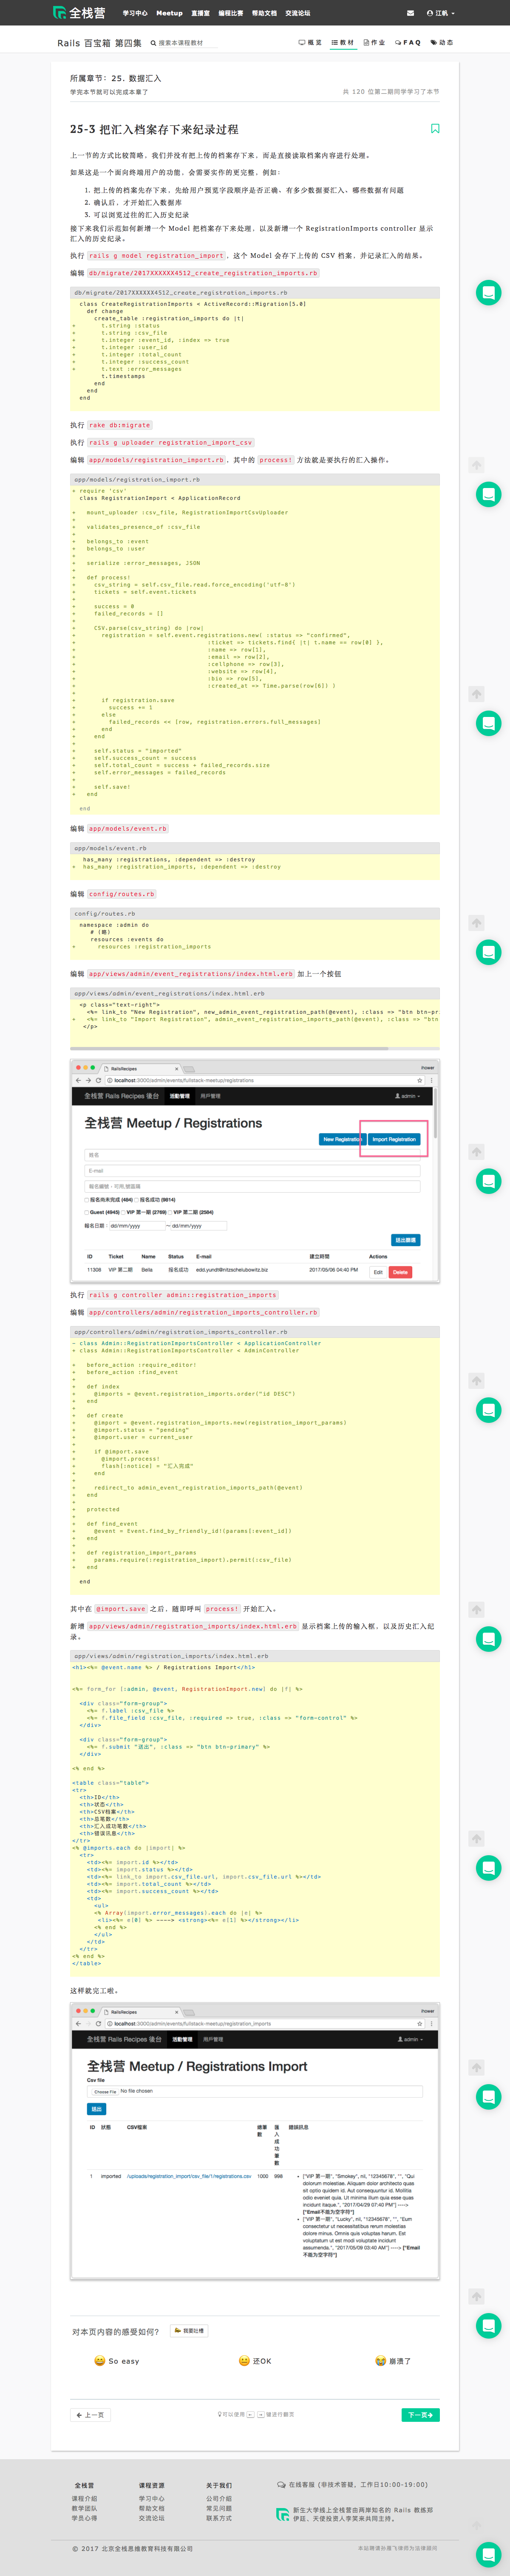 全栈营 学习中心 Meetup 直播室 编程比赛 帮助文档 交流论坛 江帆
Rails 百宝箱 第四集 搜索本课程教材 概览 教材 作业 FAQ 动态
所属章节：25. 数据汇入
学完本节就可以完成本章了 共 120 位第二期同学学习了本节
25-3 把汇入档案存下来纪录过程
上一节的方式比较简略，我们并没有把上传的档案存下来，而是直接读取档案内容进行处理。
如果这是一个面向终端用户的功能，会需要实作的更完整，例如：
1. 把上传的档案先存下来，先给用户预览字段顺序是否正确、有多少数据要汇入、哪些数据有问题
2. 确认后，才开始汇入数据库
3. 可以浏览过往的汇入历史纪录
接下来我们示范如何新增一个 Model 把档案存下来处理，以及新增一个 RegistrationImports controller 显示
汇入的历史纪录。
执行 rails g model registration_import，这个 Model 会存下上传的 CSV 档案，并记录汇入的结果。
编辑 db/migrate/2017XXXXXX4512_create_registration_imports.rb
db/migrate/2017XXXXXX4512_create_registration_imports.rb
class CreateRegistrationImports < ActiveRecord::Migration[5.0]
def change
create_table :registration_imports do |t|
+ t.string :status
+ t.string :csv_file
+ t.integer :event_id, :index => true
+ t.integer :user_id
+ t.integer :total_count
+ t.integer :success_count
+ t.text :error_messages
t.timestamps
end
end
end
执行 rake db:migrate
执行 rails g uploader registration_import_csv
编辑 app/models/registration_import.rb，其中的 process! 方法就是要执行的汇入操作。
app/models/registration_import.rb
+ require 'csv'
class RegistrationImport < ApplicationRecord
+
+ mount_uploader :csv_file, RegistrationImportCsvUploader
+
+ validates_presence_of :csv_file
+
+ belongs_to :event
+ belongs_to :user
+
+ serialize :error_messages, JSON
+
+ def process!
+ csv_string = self.csv_file.read.force_encoding('utf-8')
+ tickets = self.event.tickets
+
+ success = 0
+ failed_records = []
+
+ CSV.parse(csv_string) do |row|
+ registration = self.event.registrations.new( :status => "confirmed",
+ :ticket => tickets.find{ |t| t.name == row[0] },
+ :name => row[1],
+ :email => row[2],
+ :cellphone => row[3],
+ :website => row[4],
+ :bio => row[5],
+ :created_at => Time.parse(row[6]) )
+
+ if registration.save
+ success += 1
+ else
+ failed_records << [row, registration.errors.full_messages]
+ end
+ end
+
+ self.status = "imported"
+ self.success_count = success
+ self.total_count = success + failed_records.size
+ self.error_messages = failed_records
+
+ self.save!
+ end
end
编辑 app/models/event.rb
app/models/event.rb
has_many :registrations, :dependent => :destroy
+ has_many :registration_imports, :dependent => :destroy
编辑 config/routes.rb
config/routes.rb
namespace :admin do
# (略)
resources :events do
+ resources :registration_imports
编辑 app/views/admin/event_registrations/index.html.erb 加上一个按钮
app/views/admin/event_registrations/index.html.erb
<p class="text-right">
<%= link_to "New Registration", new_admin_event_registration_path(@event), :class => "btn btn-pr
+ <%= link_to "Import Registration", admin_event_registration_imports_path(@event), :class => "btn
</p>
RailsRecipes ihower
localhost:3000/admin/events/fullstack-meetup/registrations
全栈营 Rails Recipes 後台 活動管理 用戶管理 admin
全栈营 Meetup / Registrations
New Registration Import Registration
姓名
E-mail
報名編號，可用,號區隔
報名尚未完成 (484) 報名成功 (9814)
Guest (4945) VIP 第一期 (2769) VIP 第二期 (2584)
報名日期： dd/mm/yyyy ~ dd/mm/yyyy
送出篩選
ID Ticket Name Status E-mail 建立時間 Actions
11308 VIP 第二期 Bella 報名成功 edd.yundt@ritzscheiubowitz.biz 2017/05/06 04:40 PM Edit Delete
执行 rails g controller admin::registration_imports
编辑 app/controllers/admin/registration_imports_controller.rb
app/controllers/admin/registration_imports_controller.rb
- class Admin::RegistrationImportsController < ApplicationController
+ class Admin::RegistrationImportsController < AdminController
+ before_action :require_editor!
+ before_action :find_event
+
+ def index
+ @imports = @event.registration_imports.order("id DESC")
+ end
+
+ def create
+ @import = @event.registration_imports.new(registration_import_params)
+ @import.status = "pending"
+ @import.user = current_user
+
+ if @import.save
+ @import.process!
+ flash[:notice] = "汇入完成"
+ end
+
+ redirect_to admin_event_registration_imports_path(@event)
+ end
+
+ protected
+
+ def find_event
+ @event = Event.find_by_friendly_id!(params[:event_id])
+ end
+
+ def registration_import_params
+ params.require(:registration_import).permit(:csv_file)
+ end
end
其中在 @import.save 之后，随即呼叫 process! 开始汇入。
新增 app/views/admin/registration_imports/index.html.erb 显示档案上传的输入框，以及历史汇入纪
录。
app/views/admin/registration_imports/index.html.erb
<h1><%= @event.name %> / Registrations Import</h1>
<%= form_for [:admin, @event, RegistrationImport.new] do |f| %>
<div class="form-group">
<%= f.label :csv_file %>
<%= f.file_field :csv_file, :required => true, :class => "form-control" %>
</div>
<div class="form-group">
<%= f.submit "送出", :class => "btn btn-primary" %>
</div>
<% end %>
<table class="table">
<tr>
<th>ID</th>
<th>状态</th>
<th>CSV档案</th>
<th>总笔数</th>
<th>汇入成功笔数</th>
<th>错误讯息</th>
</tr>
<% @imports.each do |import| %>
<tr>
<td><%= import.id %></td>
<td><%= import.status %></td>
<td><%= link_to import.csv_file.url, import.csv_file.url %></td>
<td><%= import.total_count %></td>
<td><%= import.success_count %></td>
<td>
<ul>
<% Array(import.error_messages).each do |e| %>
<li><%= e[0] %> ----> <strong><%= e[1] %></strong></li>
<% end %>
</ul>
</td>
</tr>
<% end %>
</table>
这样就完工啦。
RailsRecipes ihower
localhost:3000/admin/events/fullstack-meetup/registration_imports
全栈营 Rails Recipes 後台 活動管理 用戶管理 admin
全栈营 Meetup / Registrations Import
Csv file
Choose File No file chosen
送出
ID 狀態 CSV檔案 總筆數 匯入成功筆數 錯誤訊息
1 imported /uploads/registration_import/csv_file/1/registrations.csv 1000 998
["VIP 第一期", "Smokey", nil, "12345678", "", "Qui
dolorum maiores. Aliquam dolor architecto quas
sit optio quidem id. Aut consequuntur id. Mollitia
odio eveniet quia. Ut minima illum quia esse quas
incidunt itaque.", "2017/04/29 07:40 PM"] ---->
["Email不能为空字符"]
["VIP 第一期", "Lucky", nil, "12345678", "", "Eum
consectetur ut necessitatibus rerum molestias
dolore minus. Omnis quia voluptas harum. Est
voluptatum ut est modi voluptate incidunt
assumenda.", "2017/05/09 03:40 AM"] ----> ["Email
不能为空字符"]
对本页内容的感受如何？ 我要吐嘈
So easy 还OK 崩溃了
上一页 可以使用 键进行翻页 下一页
全栈营 课程资源 关于我们 在线客服 (非技术答疑，工作日10:00-19:00)
课程介绍 学习中心 公司介绍
教学团队 帮助文档 常见问题
学员心得 交流论坛 联系方式
新生大学线上全栈营由两岸知名的 Rails 教练郑
伊廷、天使投资人李笑来共同主持。
© 2017 北京全栈思维教育科技有限公司